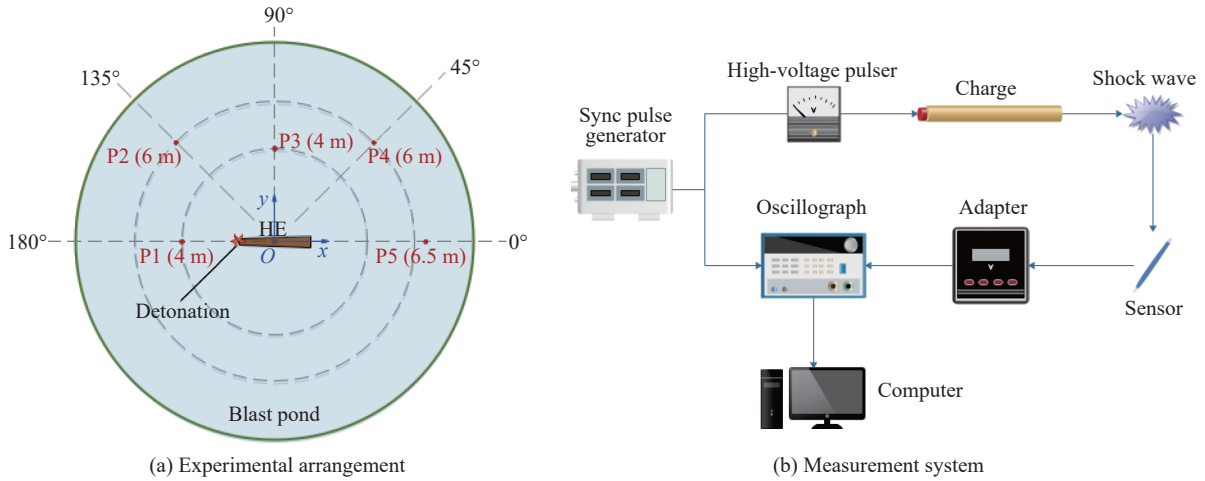 90°
135°
45°
P2 (6 m)
P3 (4 m)
P4 (6 m)
y
HE
180°
0°
P1 (4 m)
O
x
P5 (6.5 m)
Detonation
Blast pond
(a) Experimental arrangement
High-voltage pulser
Charge
Shock wave
Sync pulse
generator
Oscillograph
Adapter
V
Sensor
Computer
(b) Measurement system